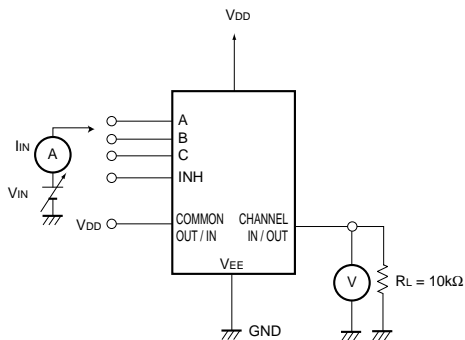 VDD
A
B
C
INH
IIN
A
VIN
VDD
COMMON
OUT / IN
CHANNEL
IN / OUT
VEE
V
RL = 10kΩ
GND